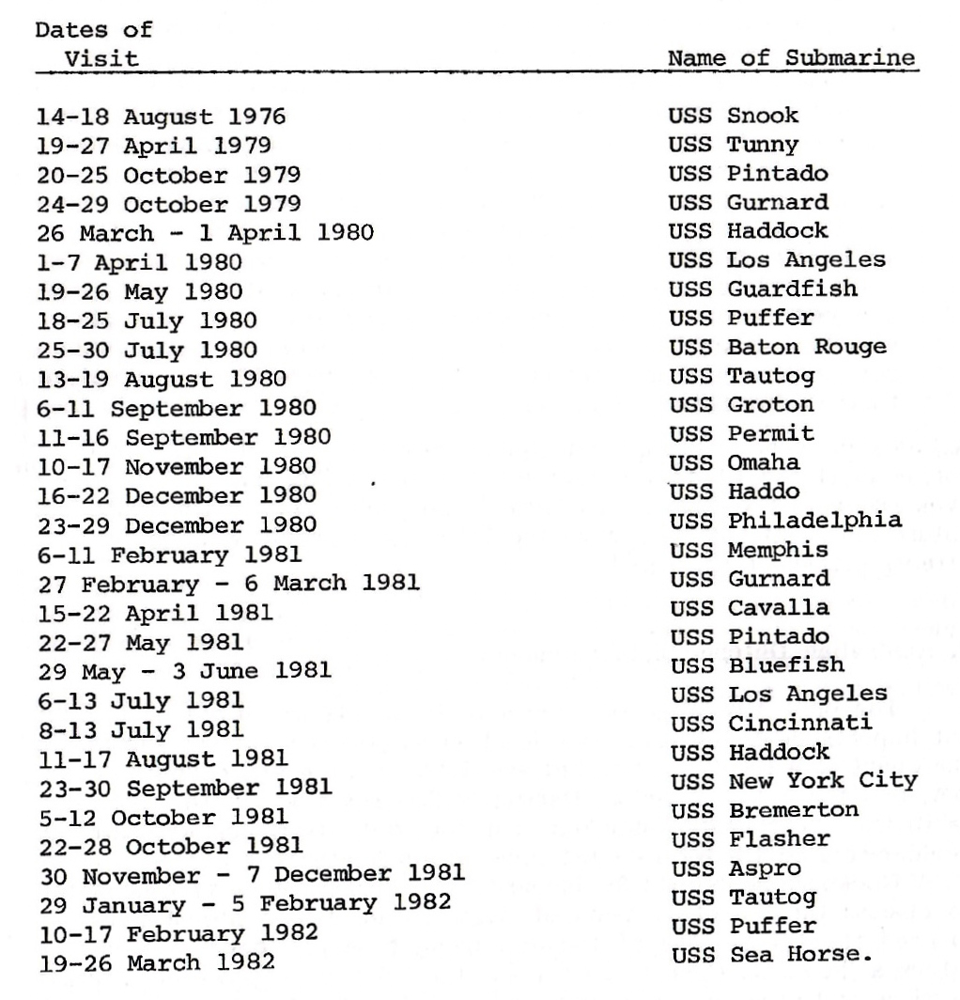 Dates of
Visit Name of Submarine
14-18 August 1976 USS Snook
19-27 April 1979 USS Tunny
20-25 October 1979 USS Pintado
24-29 October 1979 USS Gurnard
26 March - 1 April 1980 USS Haddock
1-7 April 1980 USS Los Angeles
19-26 May 1980 USS Guardfish
18-25 July 1980 USS Puffer
25-30 July 1980 USS Baton Rouge
13-19 August 1980 USS Tautog
6-11 September 1980 USS Groton
11-16 September 1980 USS Permit
10-17 November 1980 USS Omaha
16-22 December 1980 USS Haddo
23-29 December 1980 USS Philadelphia
6-11 February 1981 USS Memphis
27 February - 6 March 1981 USS Gurnard
15-22 April 1981 USS Cavalla
22-27 May 1981 USS Pintado
29 May - 3 June 1981 USS Bluefish
6-13 July 1981 USS Los Angeles
8-13 July 1981 USS Cincinnati
11-17 August 1981 USS Haddock
23-30 September 1981 USS New York City
5-12 October 1981 USS Bremerton
22-28 October 1981 USS Flasher
30 November - 7 December 1981 USS Aspro
29 January - 5 February 1982 USS Tautog
10-17 February 1982 USS Puffer
19-26 March 1982 USS Sea Horse.